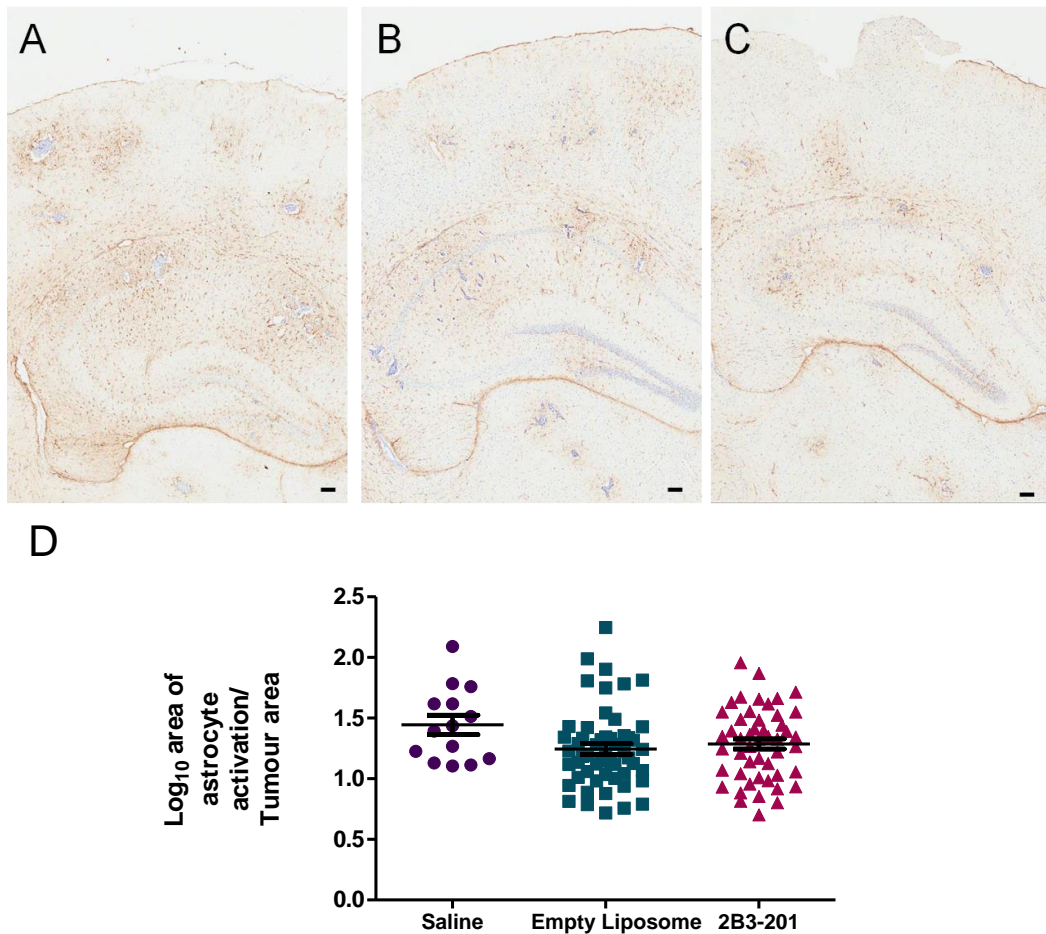 A
B
C
D
Log10 area of
astrocyte
activation/
Tumour area
2.5
2.0
1.5
1.0
0.5
0.0
Saline
Empty Liposome
2B3-201